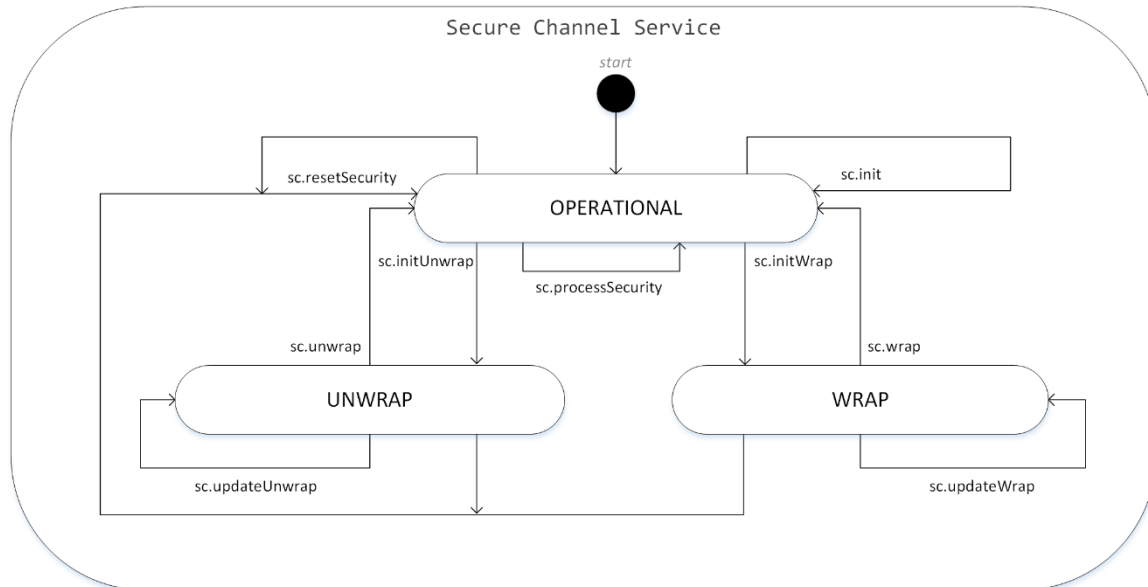 Secure Channel Service
start
sc.resetSecurity
sc.init
OPERATIONAL
sc.initUnwrap
sc.initWrap
sc.processSecurity
sc.unwrap
sc.wrap
UNWRAP
WRAP
sc.updateUnwrap
sc.updateWrap